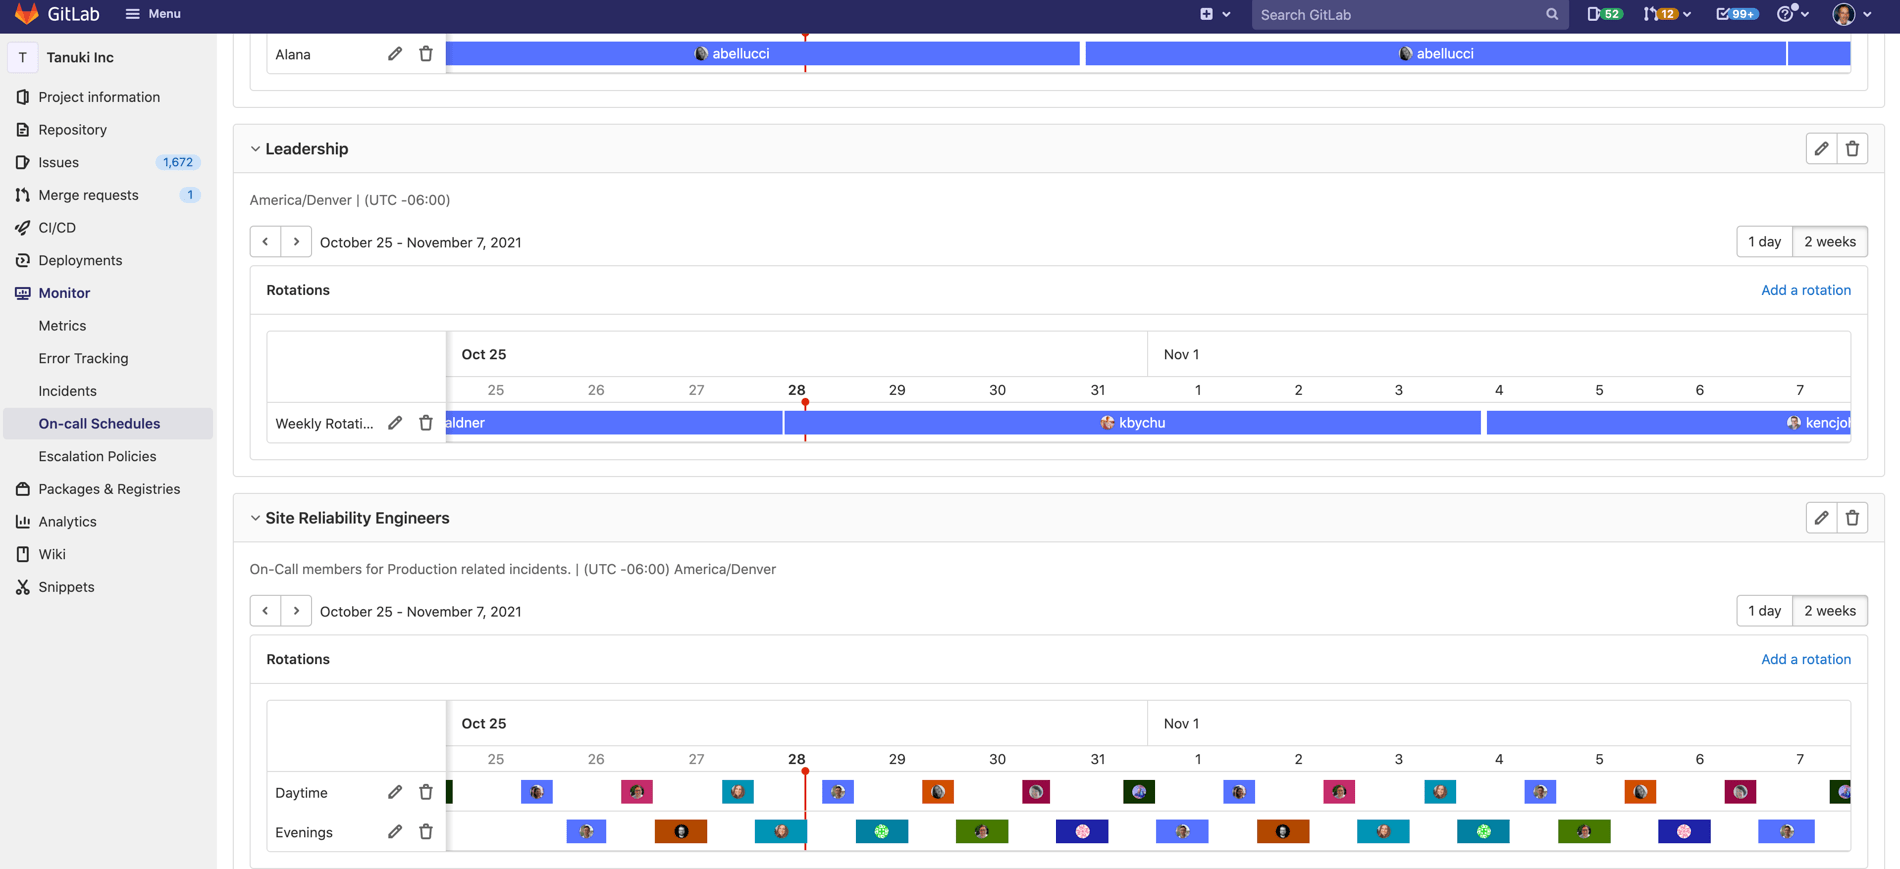 GitLab
Menu
Search GitLab
52
12
99+
T
Tanuki Inc
Project information
Repository
Issues 1,672
Merge requests 1
CI/CD
Deployments
Monitor
Metrics
Error Tracking
Incidents
On-call Schedules
Escalation Policies
Packages & Registries
Analytics
Wiki
Snippets
Alana
abellucci
abellucci
Leadership
America/Denver | (UTC -06:00)
October 25 - November 7, 2021
1 day 2 weeks
Rotations
Add a rotation
Oct 25 Nov 1
25 26 27 28 29 30 31 1 2 3 4 5 6 7
Weekly Rotati... aldner kbychu kencjol
Site Reliability Engineers
On-Call members for Production related incidents. | (UTC -06:00) America/Denver
October 25 - November 7, 2021
1 day 2 weeks
Rotations
Add a rotation
Oct 25 Nov 1
25 26 27 28 29 30 31 1 2 3 4 5 6 7
Daytime
Evenings